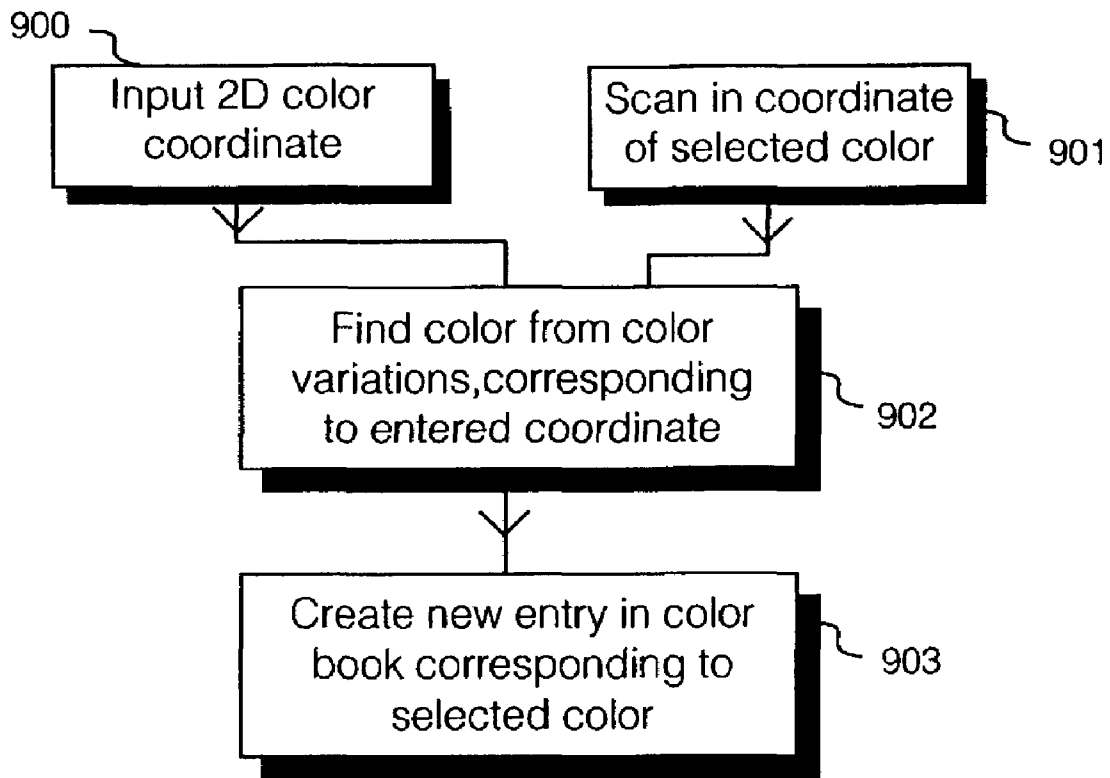 900
Input 2D color
coordinate
Scan in coordinate
of selected color
901
Find color from color
variations,corresponding
to entered coordinate
902
Create new entry in color
book corresponding to
selected color
903